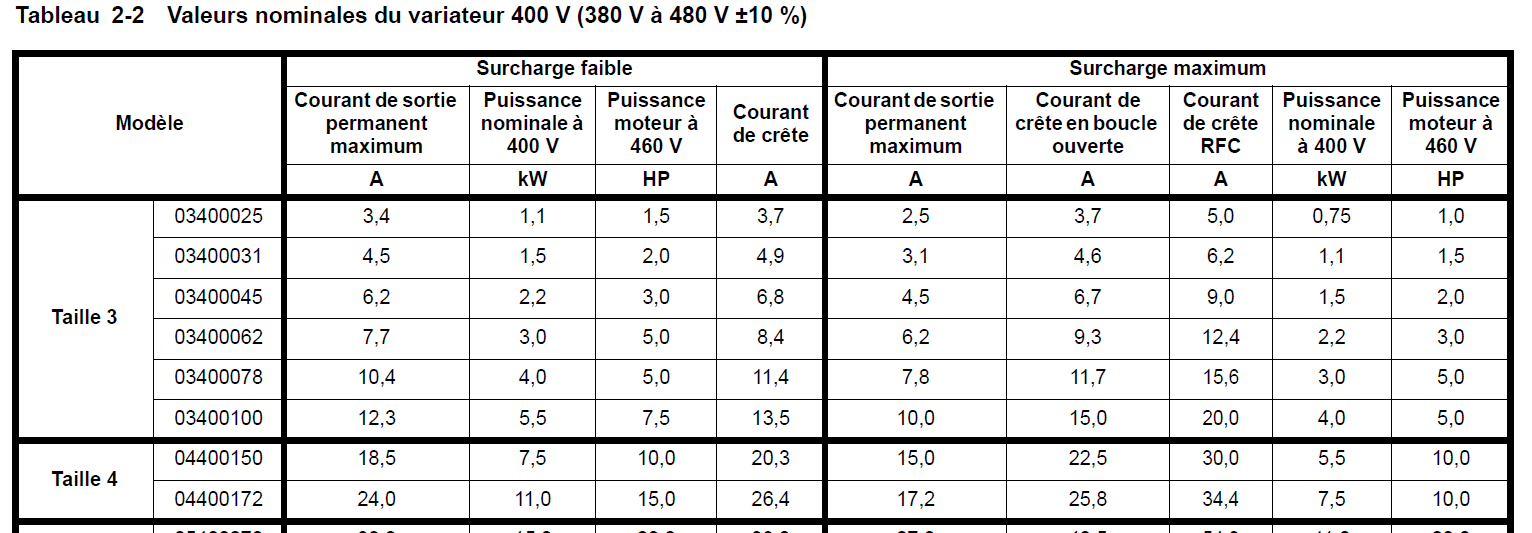 Tableau 2-2 Valeurs nominales du variateur 400 V (380 V à 480 V ±10 %)
Modèle
Surcharge faible
Surcharge maximum
Courant de sortie permanent maximum
Puissance nominale à 400 V
Puissance moteur à 460 V
Courant de crête
Courant de sortie permanent maximum
Courant de crête en boucle ouverte
Courant de crête RFC
Puissance nominale à 400 V
Puissance moteur à 460 V
A kW HP A A A A kW HP
Taille 3
03400025 3,4 1,1 1,5 3,7 2,5 3,7 5,0 0,75 1,0
03400031 4,5 1,5 2,0 4,9 3,1 4,6 6,2 1,1 1,5
03400045 6,2 2,2 3,0 6,8 4,5 6,7 9,0 1,5 2,0
03400062 7,7 3,0 5,0 8,4 6,2 9,3 12,4 2,2 3,0
03400078 10,4 4,0 5,0 11,4 7,8 11,7 15,6 3,0 5,0
03400100 12,3 5,5 7,5 13,5 10,0 15,0 20,0 4,0 5,0
Taille 4
04400150 18,5 7,5 10,0 20,3 15,0 22,5 30,0 5,5 10,0
04400172 24,0 11,0 15,0 26,4 17,2 25,8 34,4 7,5 10,0